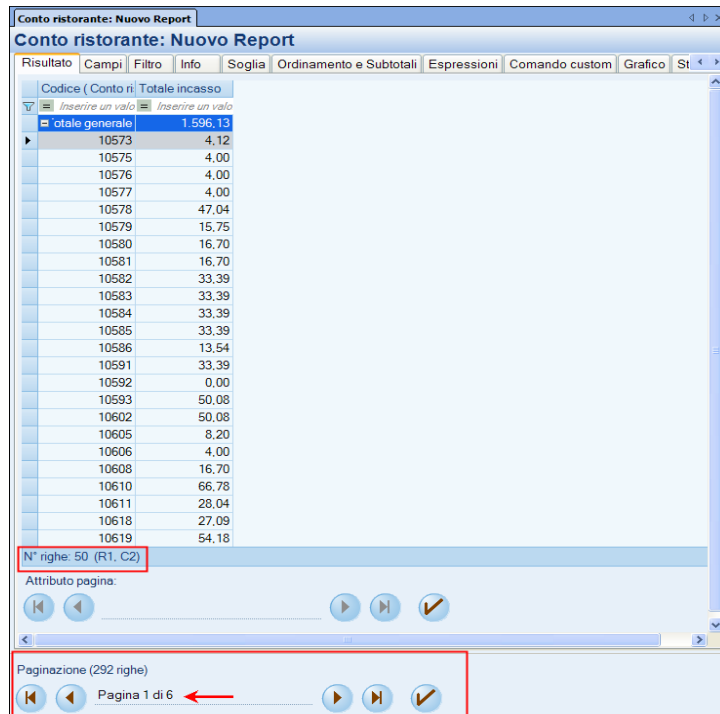 Conto ristorante: Nuovo Report
Conto ristorante: Nuovo Report
Risultato Campi Filtro Info Soglia Ordinamento e Subtotali Espressioni Comando custom Grafico St
Codice ( Conto ri Totale incasso
= Inserire un valo = Inserire un valo
otale generale 1.596,13
10573 4,12
10575 4,00
10576 4,00
10577 4,00
10578 47,04
10579 15,75
10580 16,70
10581 16,70
10582 33,39
10583 33,39
10584 33,39
10585 33,39
10586 13,54
10591 33,39
10592 0,00
10593 50,08
10602 50,08
10605 8,20
10606 4,00
10608 16,70
10610 66,78
10611 28,04
10618 27,09
10619 54,18
N° righe: 50 (R1, C2)
Attributo pagina:
Paginazione (292 righe)
Pagina 1 di 6